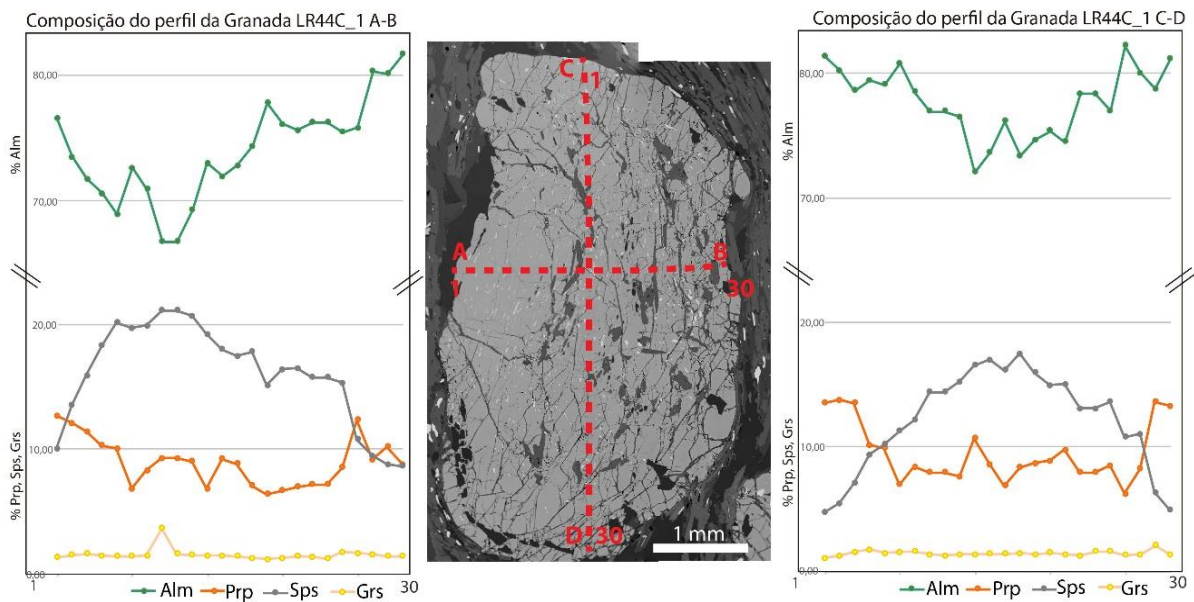 Composição do perfil da Granada LR44C_1 A-B
80,00
% Alm
70,00
20,00
10,00
% Prp, Sps, Grs
0,00
1
30
Alm Prp Sps Grs
C
1
A
B
1
30
D
30
1 mm
Composição do perfil da Granada LR44C_1 C-D
80,00
% Alm
70,00
20,00
10,00
% Prp, Sps, Grs
0,00
1
30
Alm Prp Sps Grs